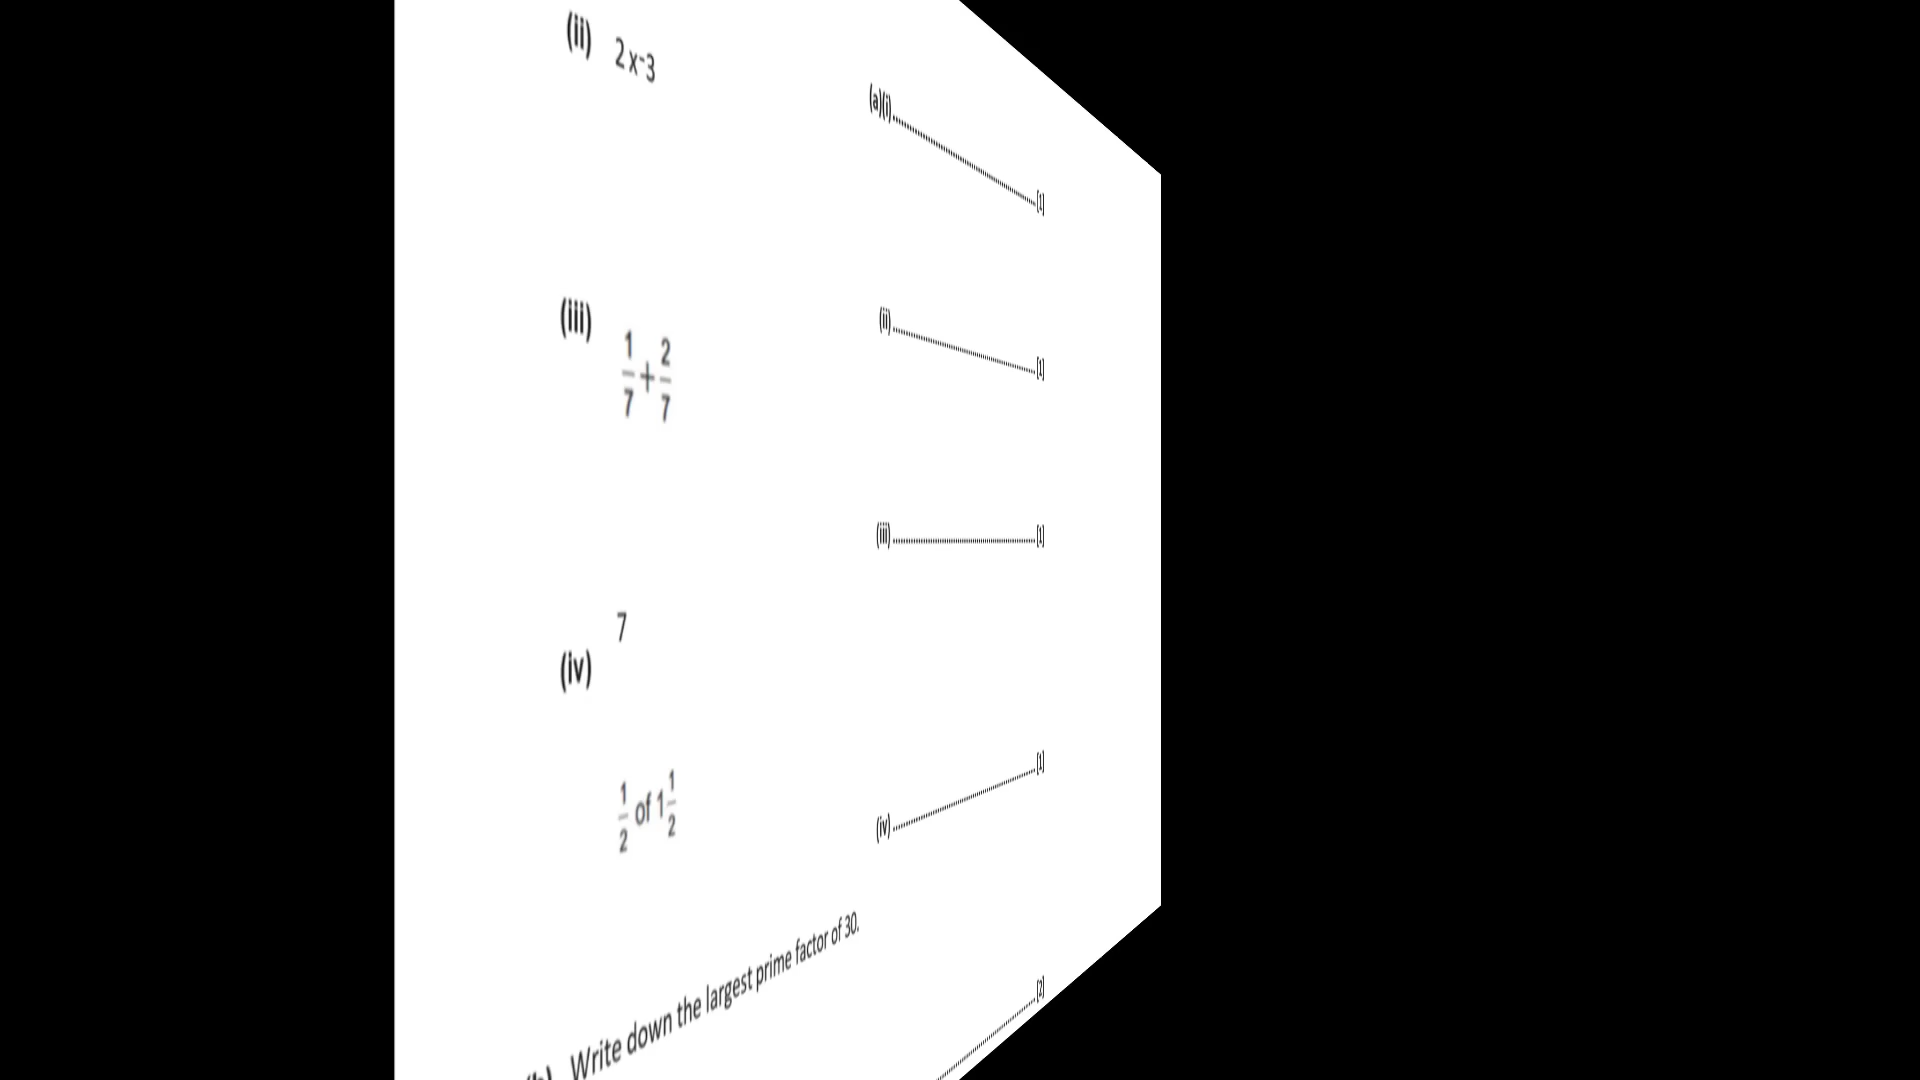 (ii) 2 x -3
(a)(i) [1]
(iii) 1/7 + 2/7
(ii) [1]
(iii) [1]
7
(iv)
1/2 of 1 1/2
(iv) [1]
Write down the largest prime factor of 30.
[2]